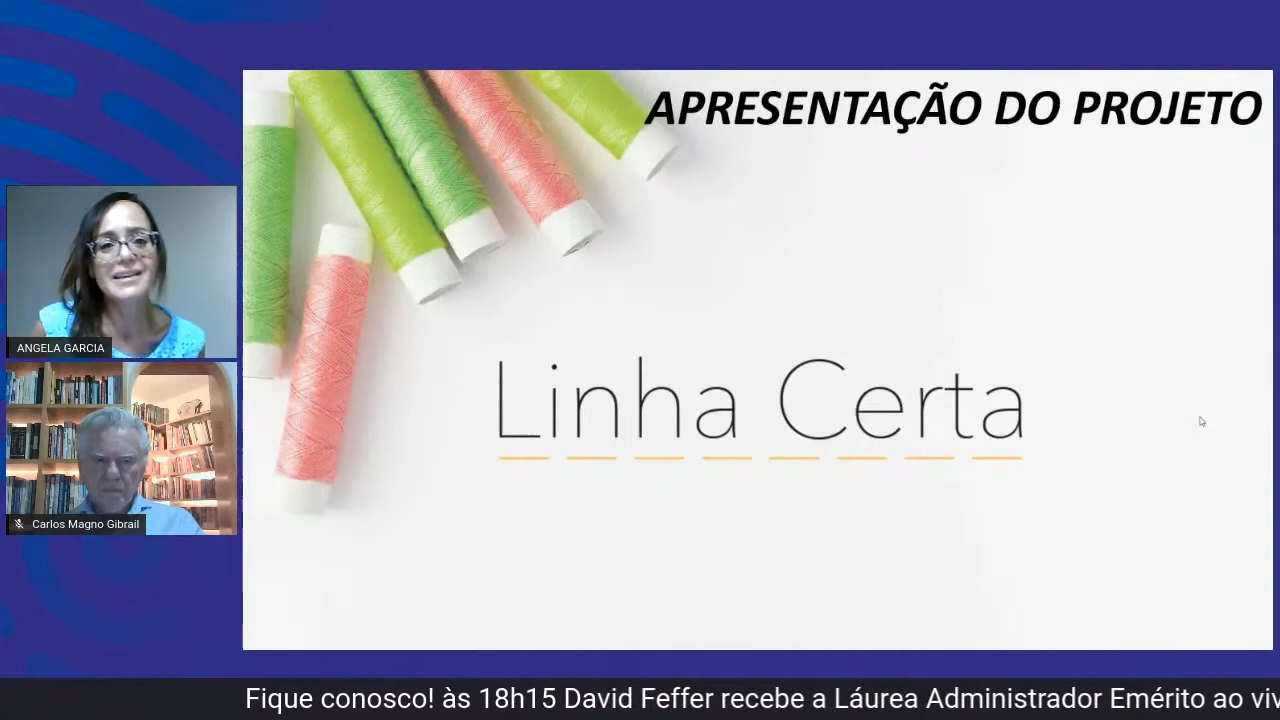 APRESENTAÇÃO DO PROJETO
Linha Certa
ANGELA GARCIA
Carlos Magno Gibrail
Fique conosco! às 18h15 David Feffer recebe a Láurea Administrador Emérito ao